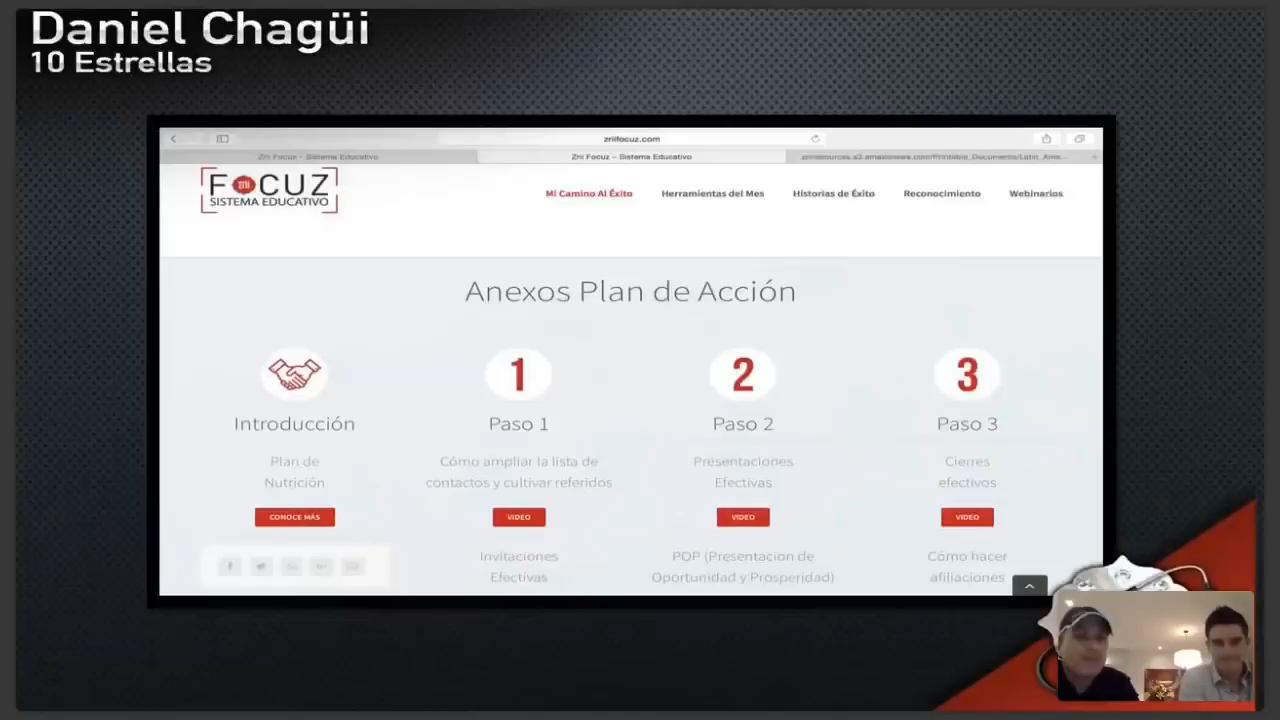 Daniel Chagüi
10 Estrellas
zriifocuz.com
Zrii Focuz – Sistema Educativo
Zrii Focuz – Sistema Educativo
FOCUZ
zrii
SISTEMA EDUCATIVO
Mi Camino Al Éxito
Herramientas del Mes
Historias de Éxito
Reconocimiento
Webinarios
Anexos Plan de Acción
1
2
3
Introducción
Paso 1
Paso 2
Paso 3
Plan de
Nutrición
Cómo ampliar la lista de
contactos y cultivar referidos
Presentaciones
Efectivas
Cierres
efectivos
CONOCE MÁS
VIDEO
VIDEO
VIDEO
Invitaciones
Efectivas
POP (Presentacion de
Oportunidad y Prosperidad)
Cómo hacer
afiliaciones